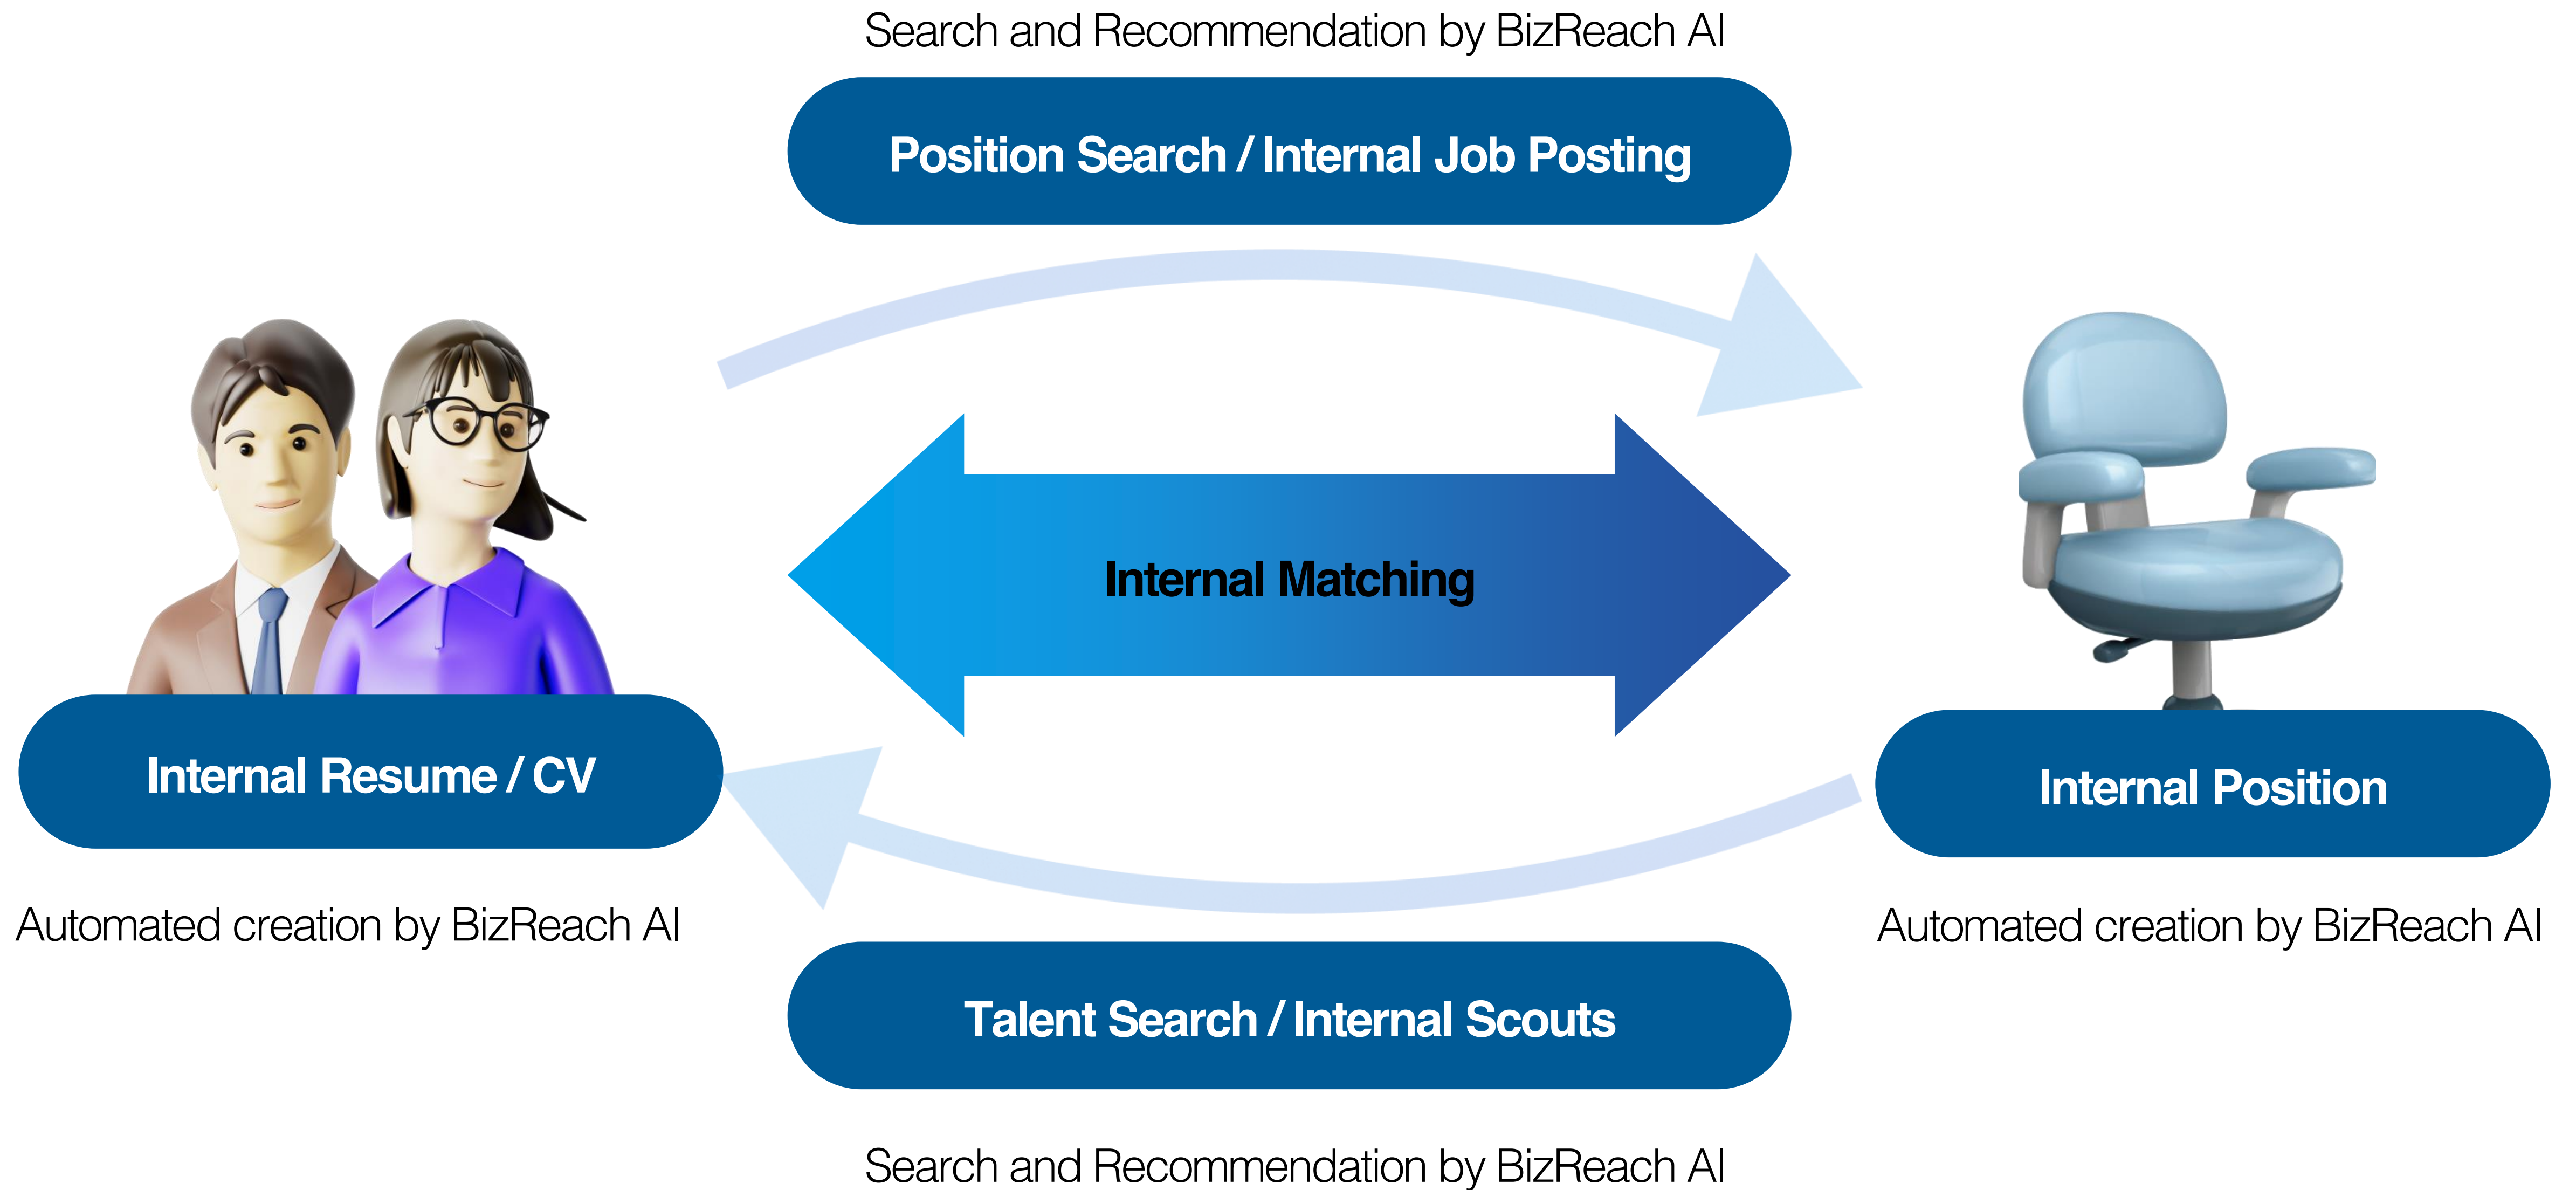 Search and Recommendation by BizReach AI
Position Search / Internal Job Posting
Internal Matching
Internal Resume / CV
Internal Position
Automated creation by BizReach AI
Automated creation by BizReach AI
Talent Search / Internal Scouts
Search and Recommendation by BizReach AI